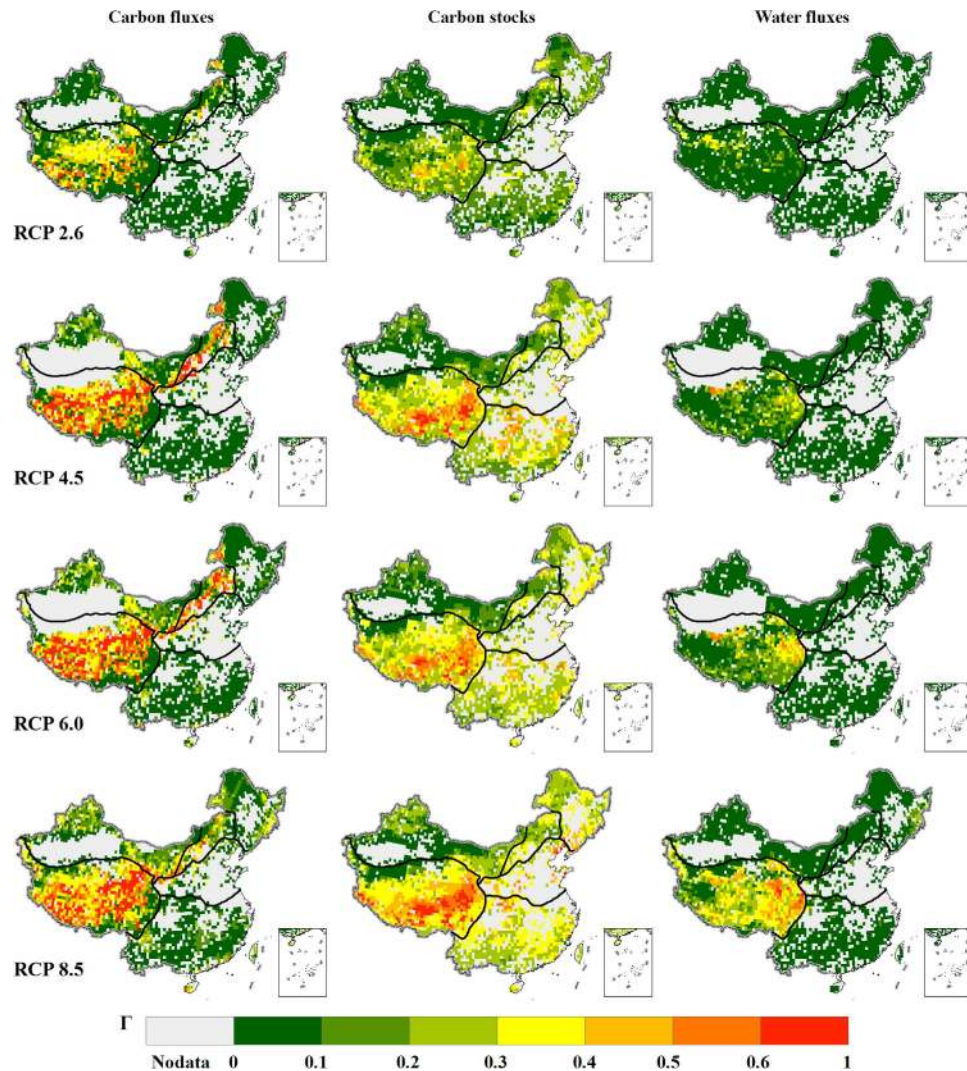 Carbon fluxes Carbon stocks Water fluxes
RCP 2.6
RCP 4.5
RCP 6.0
RCP 8.5
Γ
Nodata 0 0.1 0.2 0.3 0.4 0.5 0.6 1